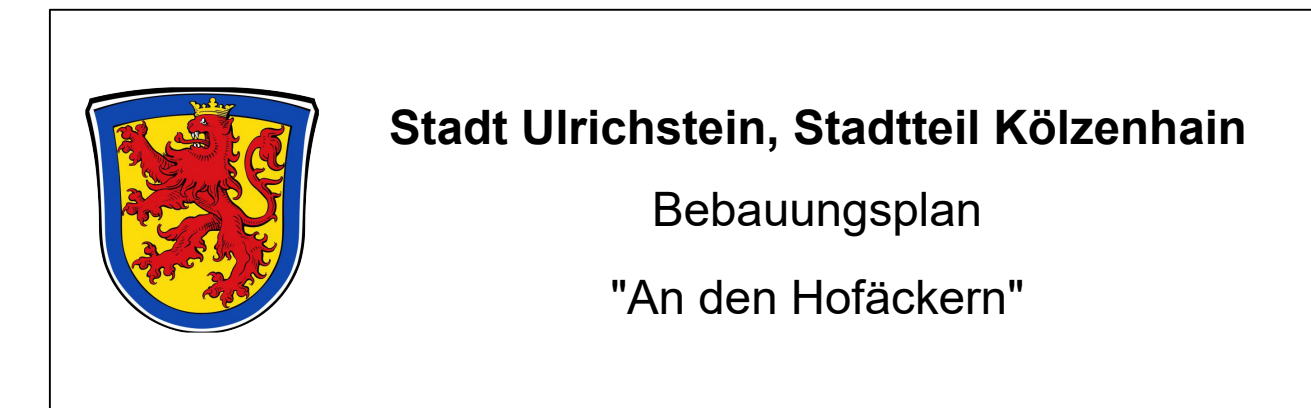 Stadt Ulrichstein, Stadtteil Kölzenhain
Bebauungsplan
"An den Hofäckern"